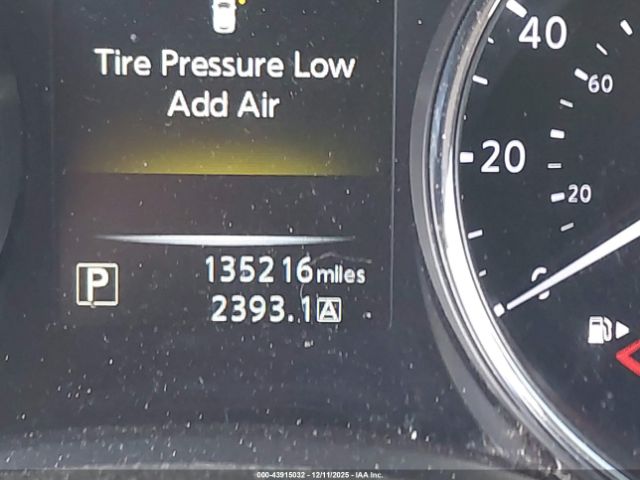 Tire Pressure Low
Add Air
P
135216 miles
2393.1 A
40
60
20
20
0
000-43915032 - 12/11/2025 - IAA Inc.